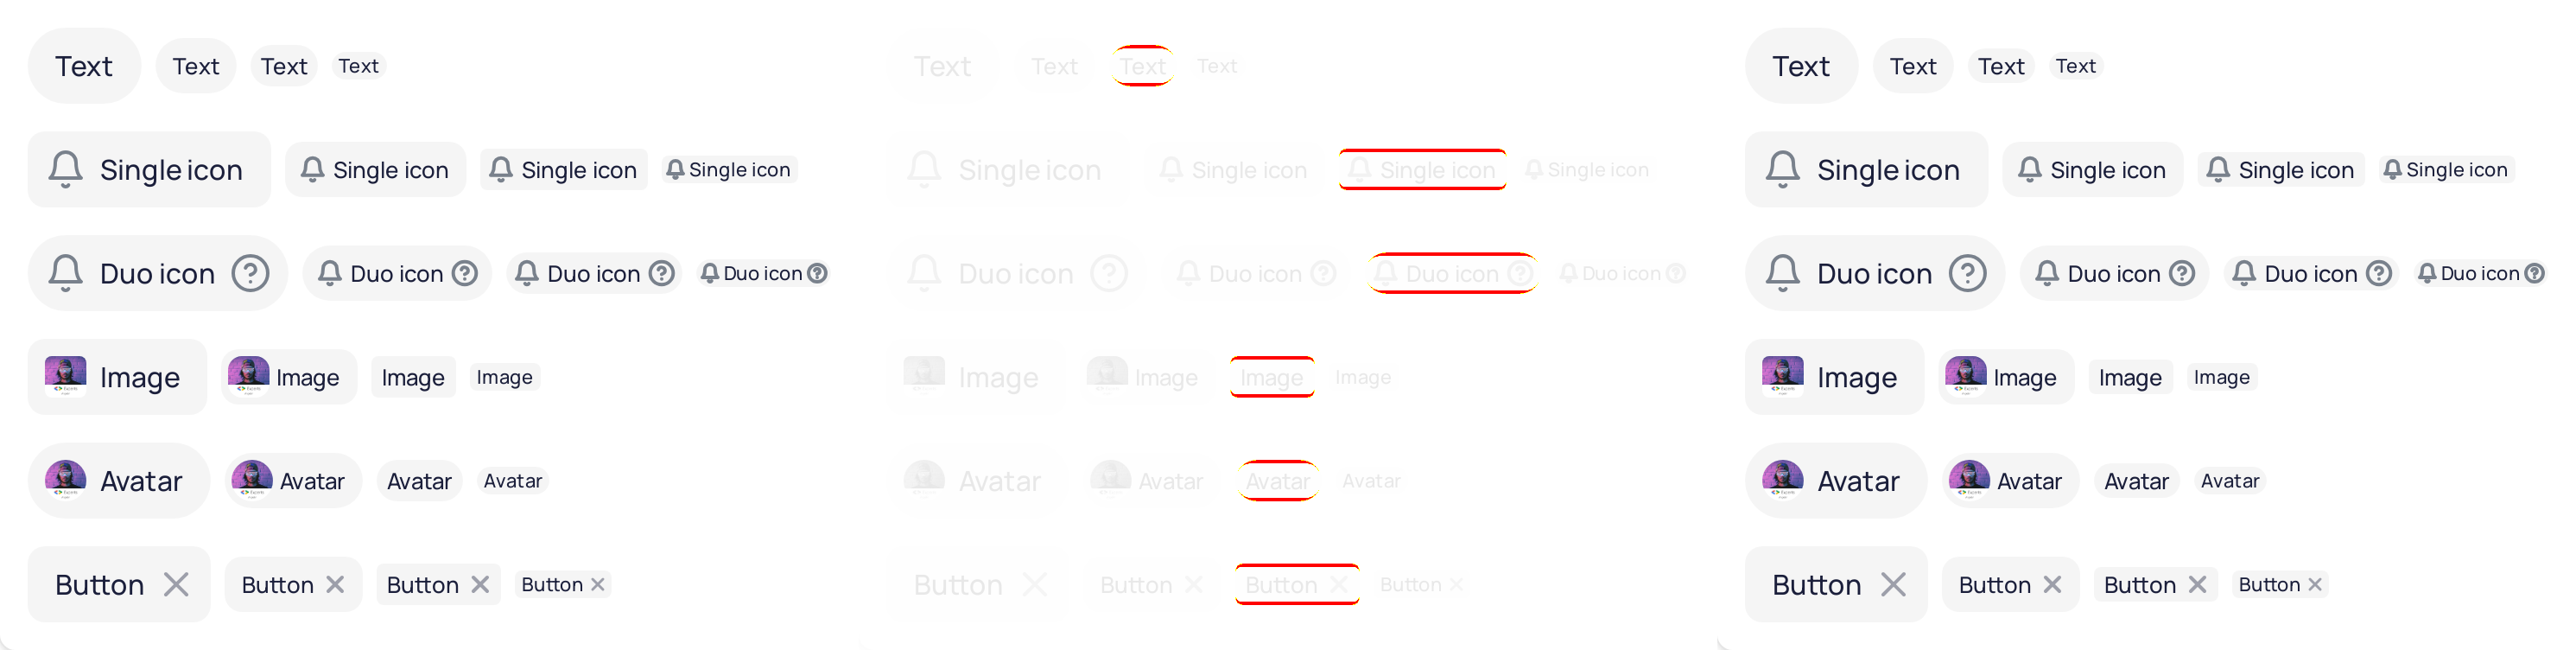 Text Text Text Text Text Text Text Text Text Text Text Text
Single icon Single icon Single icon Single icon Single icon Single icon Single icon Single icon Single icon Single icon Single icon Single icon
Duo icon Duo icon Duo icon Duo icon Duo icon Duo icon Duo icon Duo icon Duo icon Duo icon Duo icon Duo icon
Image Image Image Image Image Image Image Image Image Image Image Image
Avatar Avatar Avatar Avatar Avatar Avatar Avatar Avatar Avatar Avatar Avatar Avatar
Button Button Button Button Button Button Button Button Button Button Button Button